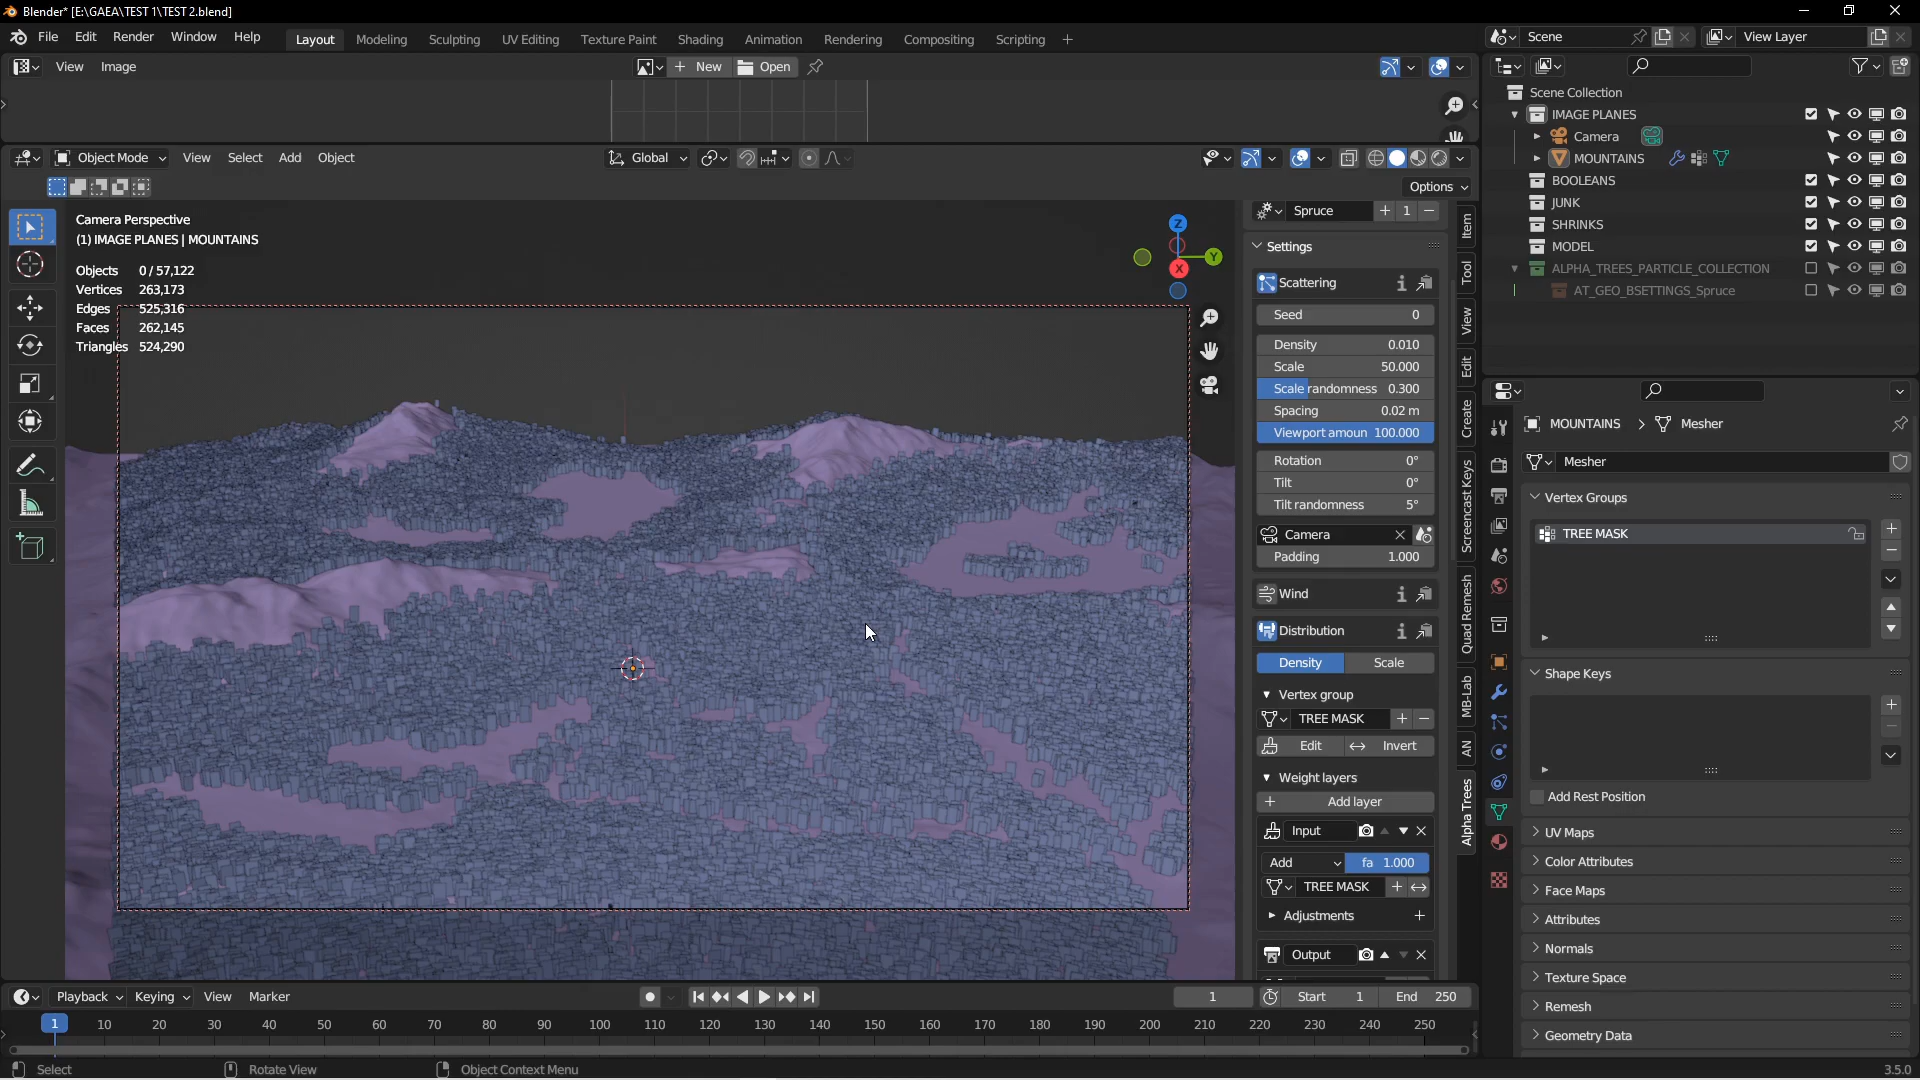 Blender* [E:\GAEA\TEST 1\TEST 2.blend]
File Edit Render Window Help Layout Modeling Sculpting UV Editing Texture Paint Shading Animation Rendering Compositing Scripting +
Scene View Layer
View Image New Open
Object Mode View Select Add Object Global
Options
Camera Perspective
(1) IMAGE PLANES | MOUNTAINS
Objects 0/57,122
Vertices 263,173
Edges 525,316
Faces 262,145
Triangles 524,290
Z
Y
X
Spruce 1
Settings
Scattering
Seed 0
Density 0.010
Scale 50.000
Scale randomness 0.300
Spacing 0.02 m
Viewport amoun 100.000
Rotation 0°
Tilt 0°
Tilt randomness 5°
Camera
Padding 1.000
Wind
Distribution
Density Scale
Vertex group
TREE MASK
Edit Invert
Weight layers
Add layer
Input
Add fa 1.000
TREE MASK
Adjustments
Output
Item
Tool
View
Edit
Create
Screencast Keys
Quad Remesh
MB-Lab
AN
Alpha Trees
Scene Collection
IMAGE PLANES
Camera
MOUNTAINS
BOOLEANS
JUNK
SHRINKS
MODEL
ALPHA_TREES_PARTICLE_COLLECTION
AT_GEO_BSETTINGS_Spruce
MOUNTAINS Mesher
Mesher
Vertex Groups
TREE MASK
Shape Keys
Add Rest Position
UV Maps
Color Attributes
Face Maps
Attributes
Normals
Texture Space
Remesh
Geometry Data
Playback Keying View Marker 1 Start 1 End 250
1 10 20 30 40 50 60 70 80 90 100 110 120 130 140 150 160 170 180 190 200 210 220 230 240 250
Select Rotate View Object Context Menu 3.5.0